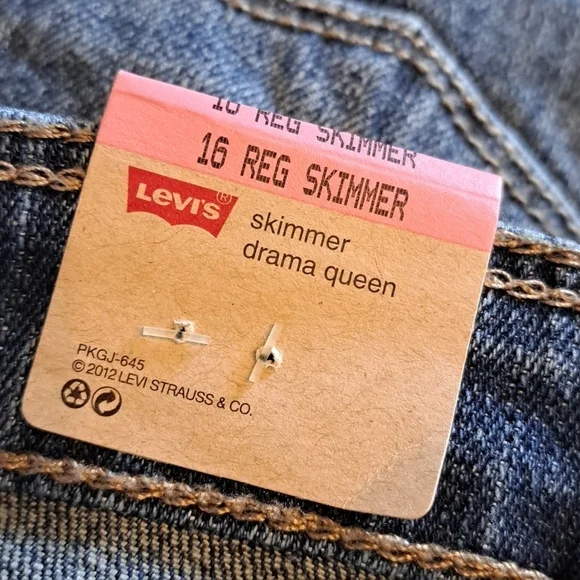 16 REG SKIMMER
16 REG SKIMMER
LEVI'S®
skimmer
drama queen
PKGJ-645
©2012 LEVI STRAUSS & CO.